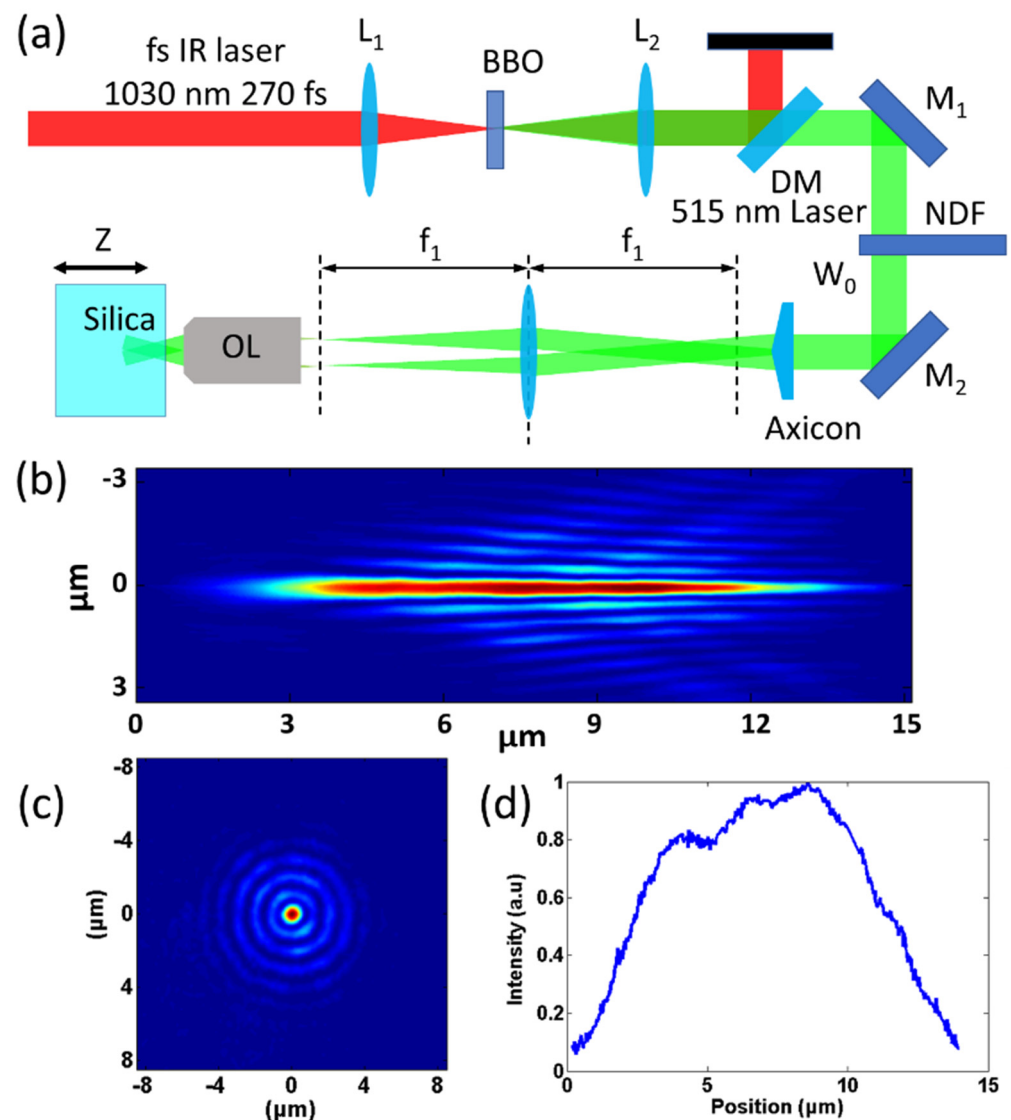 (a)
fs IR laser
1030 nm 270 fs
L1
BBO
L2
M1
DM
515 nm Laser
NDF
W0
M2
Axicon
f1
f1
Z
Silica
OL
(b)
-3
0
3
μm
0
3
6
9
12
15
μm
(c)
-8
-4
0
4
8
(μm)
-8
-4
0
4
8
(μm)
(d)
1
0.8
0.6
0.4
0.2
0
Intensity (a.u)
0
5
10
15
Position (μm)